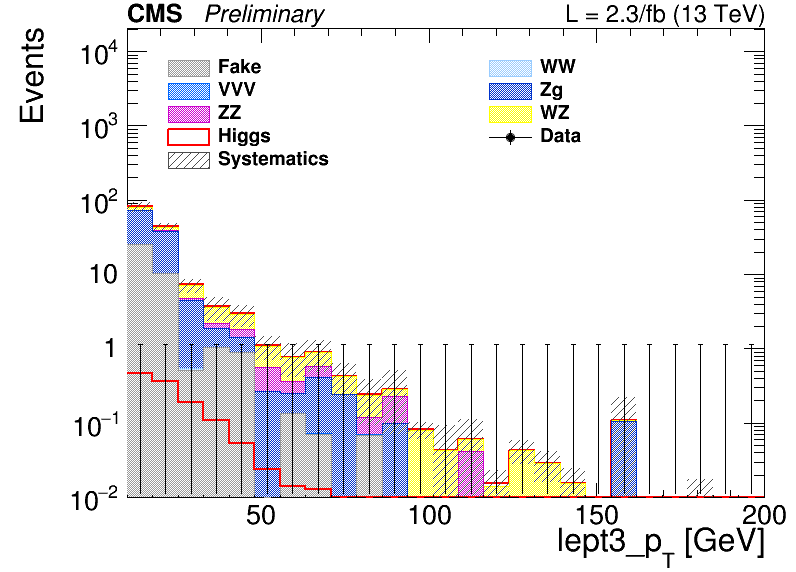 CMS Preliminary L = 2.3/fb (13 TeV)
Events
10^4
10^3
10^2
10
1
10^−1
10^−2
Fake
VVV
ZZ
Higgs
Systematics
WW
Zg
WZ
Data
50 100 150 200
lept3_p_T [GeV]